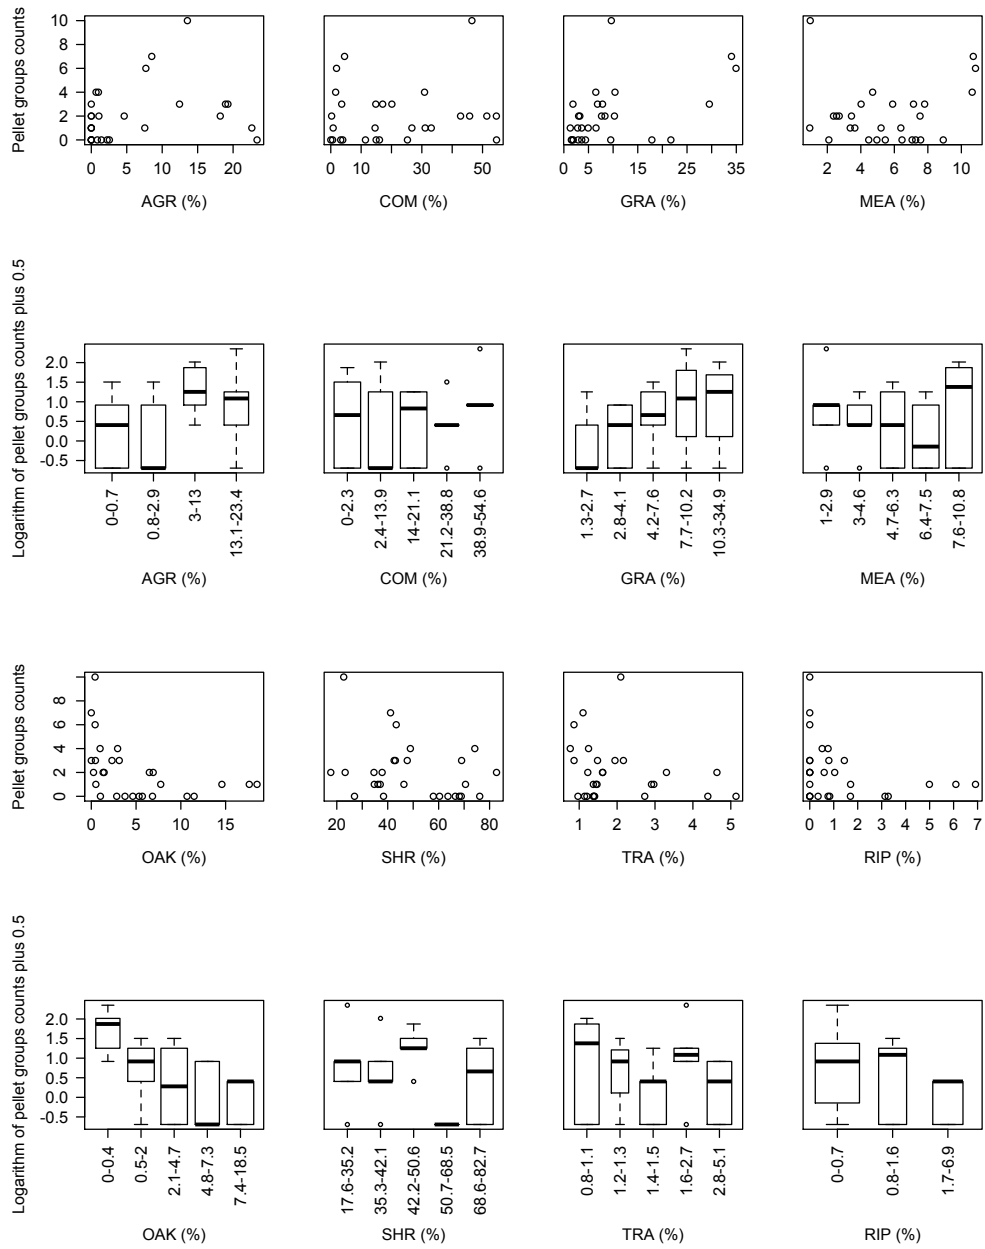 Pellet groups counts
10
8
6
4
2
0
0 5 10 15 20
AGR (%)
0 10 30 50
COM (%)
0 5 15 25 35
GRA (%)
2 4 6 8 10
MEA (%)
Logarithm of pellet groups counts plus 0.5
2.0
1.5
1.0
0.5
0.0
-0.5
0-0.7
0.8-2.9
3-13
13.1-23.4
AGR (%)
0-2.3
2.4-13.9
14-21.1
21.2-38.8
38.9-54.6
COM (%)
1.3-2.7
2.8-4.1
4.2-7.6
7.7-10.2
10.3-34.9
GRA (%)
1-2.9
3-4.6
4.7-6.3
6.4-7.5
7.6-10.8
MEA (%)
Pellet groups counts
8
6
4
2
0
0 5 10 15
OAK (%)
20 40 60 80
SHR (%)
1 2 3 4 5
TRA (%)
0 1 2 3 4 5 6 7
RIP (%)
Logarithm of pellet groups counts plus 0.5
2.0
1.5
1.0
0.5
0.0
-0.5
0-0.4
0.5-2
2.1-4.7
4.8-7.3
7.4-18.5
OAK (%)
17.6-35.2
35.3-42.1
42.2-50.6
50.7-68.5
68.6-82.7
SHR (%)
0.8-1.1
1.2-1.3
1.4-1.5
1.6-2.7
2.8-5.1
TRA (%)
0-0.7
0.8-1.6
1.7-6.9
RIP (%)